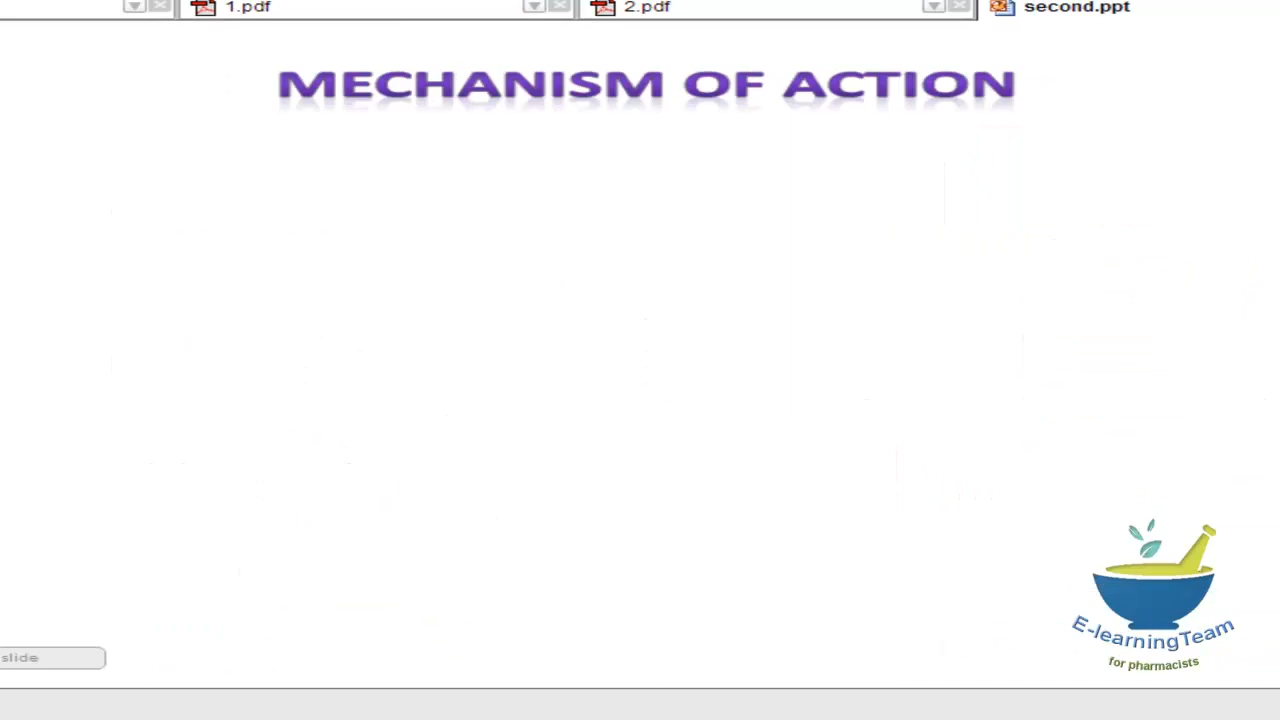 1.pdf
2.pdf
second.ppt
MECHANISM OF ACTION
slide
E-learningTeam
for pharmacists